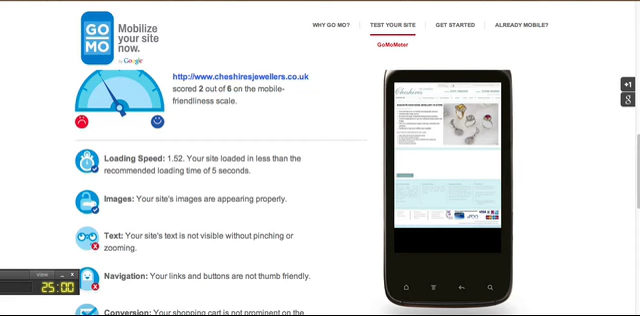 GO
MO
Mobilize
your site
now.
by Google
WHY GO MO?
TEST YOUR SITE
GET STARTED
ALREADY MOBILE?
GoMoMeter
http://www.cheshiresjewellers.co.uk
scored 2 out of 6 on the mobile-
friendliness scale.
+1
g
Cheshires
Loading Speed: 1.52. Your site loaded in less than the
recommended loading time of 5 seconds.
Images: Your site's images are appearing properly.
Text: Your site's text is not visible without pinching or
zooming.
Navigation: Your links and buttons are not thumb friendly.
Conversion: Your shopping cart is not prominent on the
View
_ x
25:00